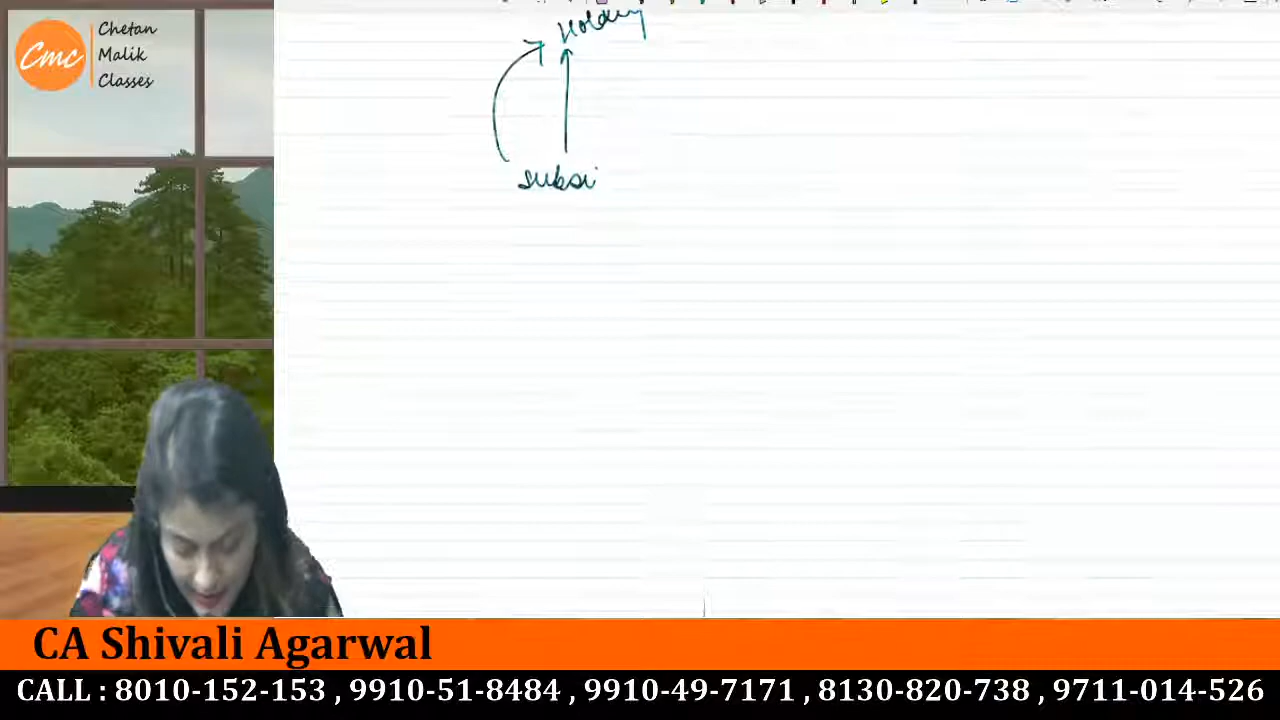 cmc
Chetan
Malik
Classes
Holding
subsi
CA Shivali Agarwal
CALL : 8010-152-153 , 9910-51-8484 , 9910-49-7171 , 8130-820-738 , 9711-014-526